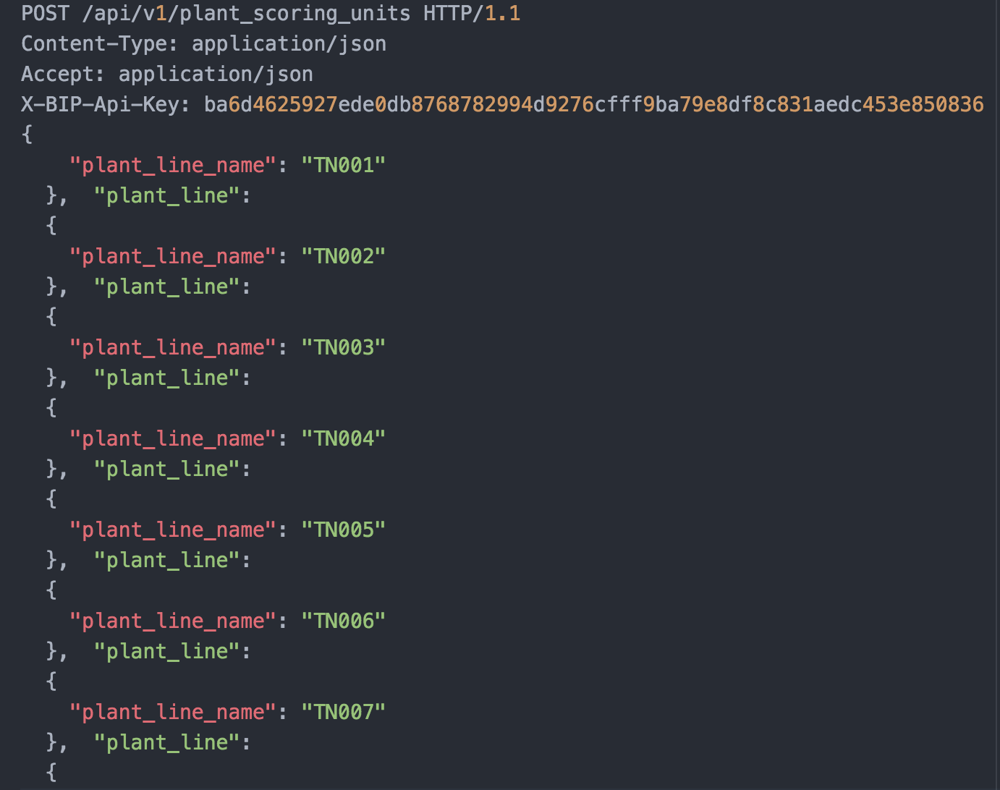 POST /api/v1/plant_scoring_units HTTP/1.1
Content-Type: application/json
Accept: application/json
X-BIP-Api-Key: ba6d4625927ede0db8768782994d9276cfff9ba79e8df8c831aedc453e850836
{
    "plant_line_name": "TN001"
  },  "plant_line":
  {
    "plant_line_name": "TN002"
  },  "plant_line":
  {
    "plant_line_name": "TN003"
  },  "plant_line":
  {
    "plant_line_name": "TN004"
  },  "plant_line":
  {
    "plant_line_name": "TN005"
  },  "plant_line":
  {
    "plant_line_name": "TN006"
  },  "plant_line":
  {
    "plant_line_name": "TN007"
  },  "plant_line":
  {